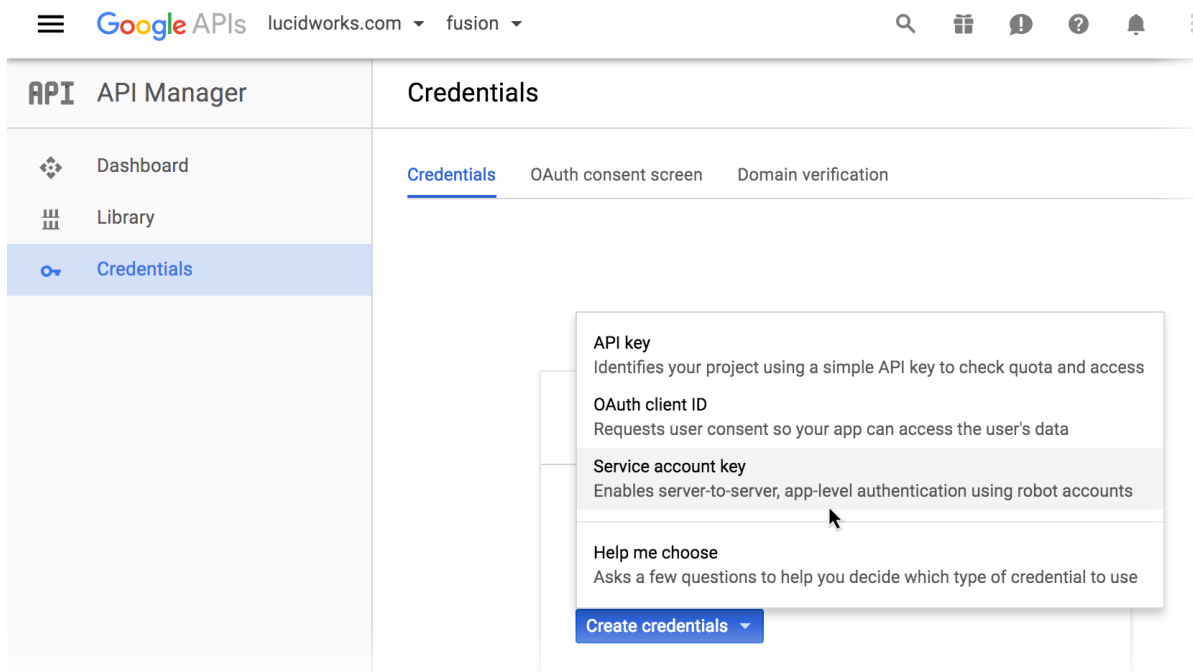 Google APIs lucidworks.com fusion
API API Manager
Credentials
Dashboard
Library
Credentials
Credentials OAuth consent screen Domain verification
API key
Identifies your project using a simple API key to check quota and access
OAuth client ID
Requests user consent so your app can access the user's data
Service account key
Enables server-to-server, app-level authentication using robot accounts
Help me choose
Asks a few questions to help you decide which type of credential to use
Create credentials